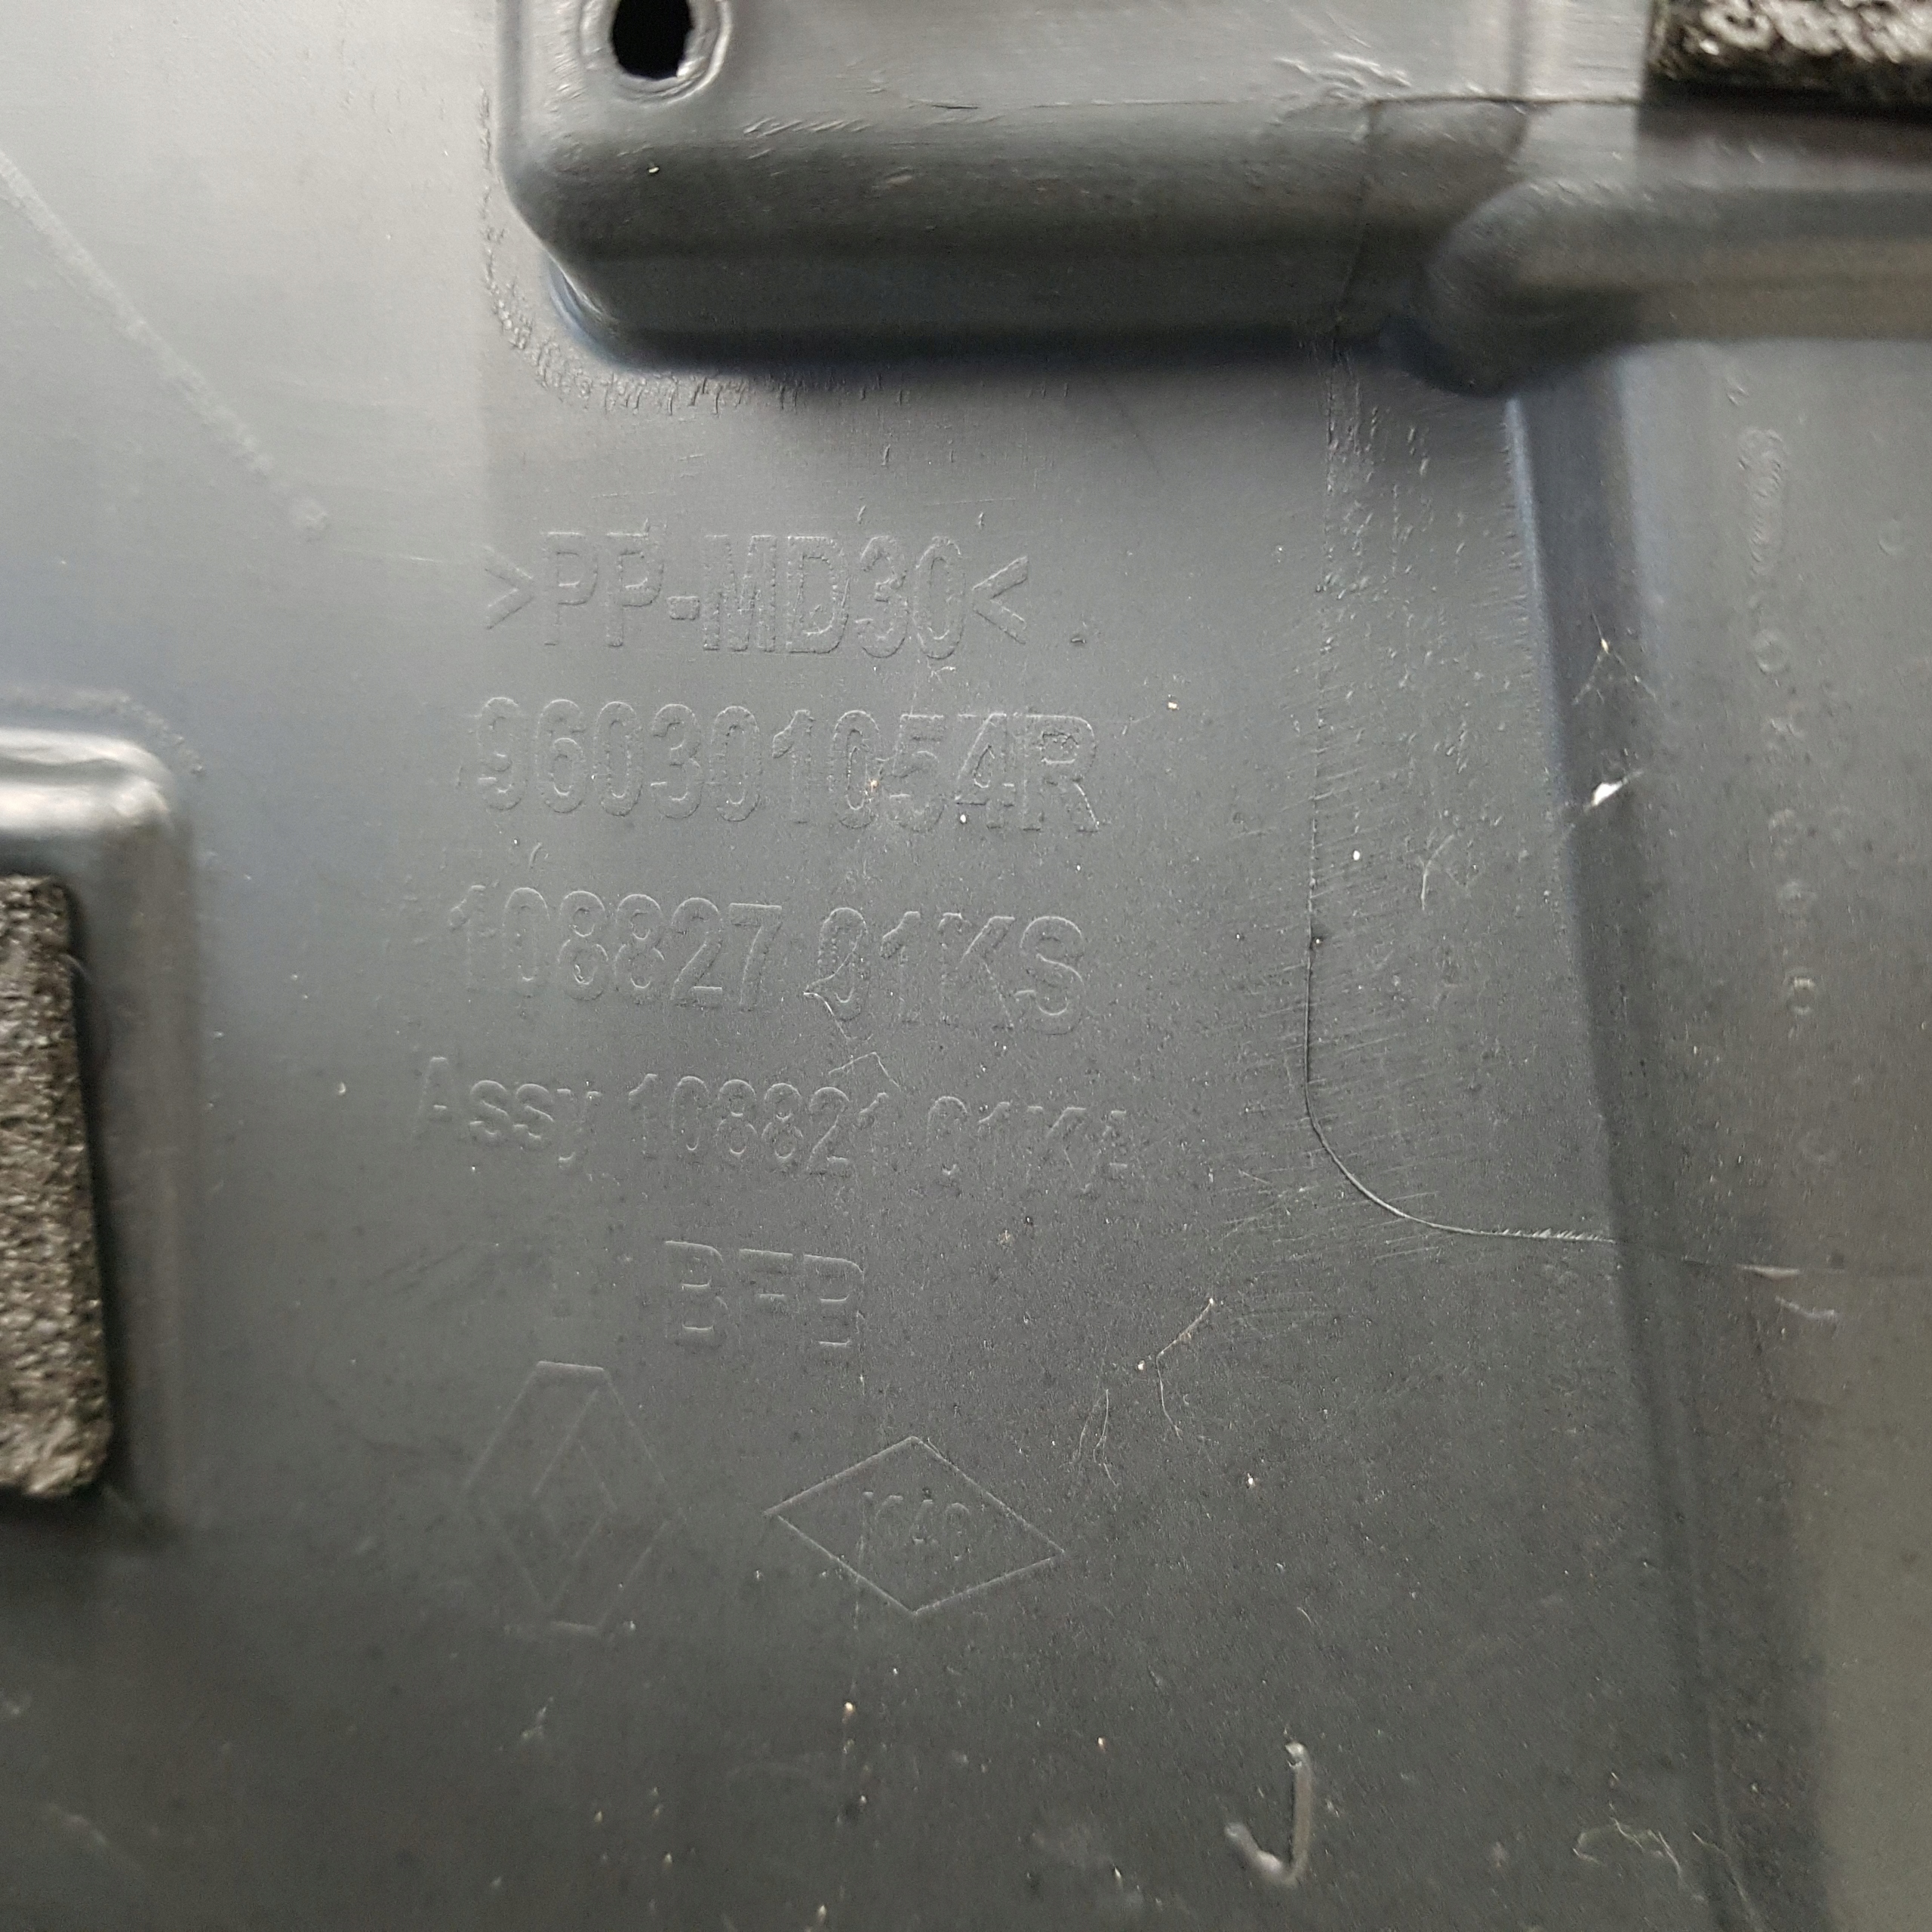 >PP-MD30<
960301054R
108827 01KS
Assy 108821 01KA
BFB